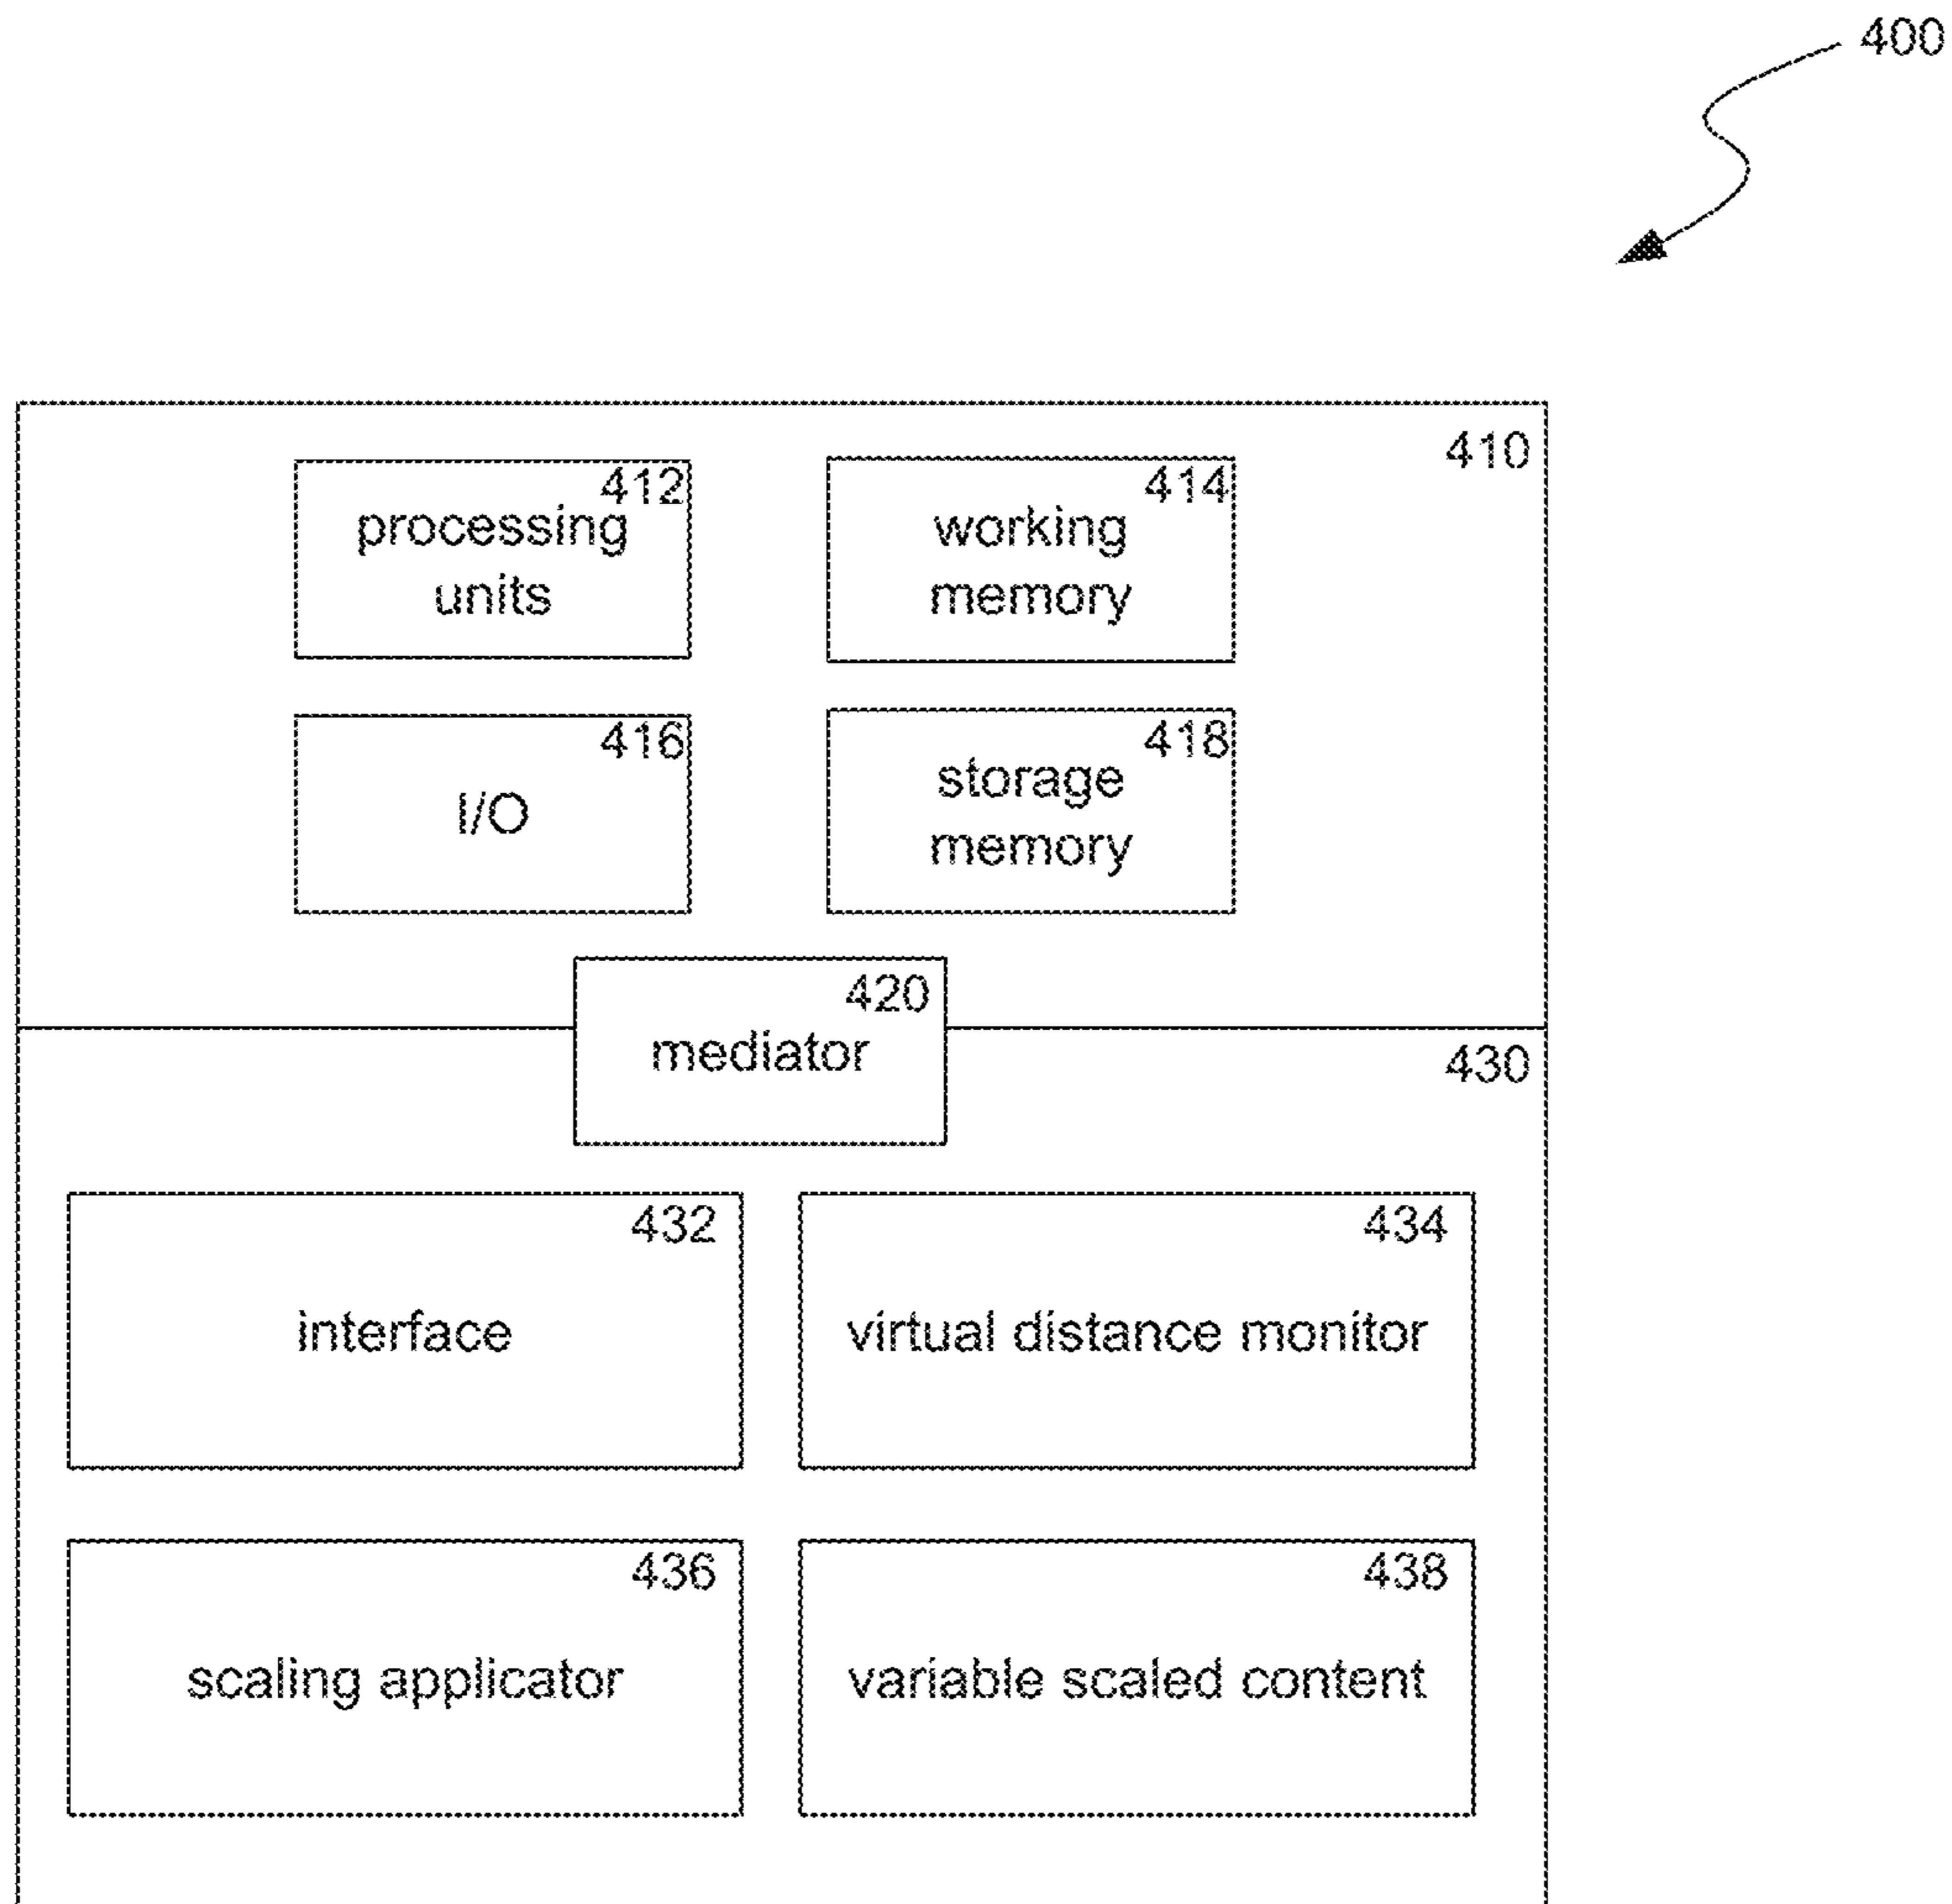 400
410
412
processing
units
414
working
memory
416
I/O
418
storage
memory
420
mediator
430
432
interface
434
virtual distance monitor
436
scaling applicator
438
variable scaled content